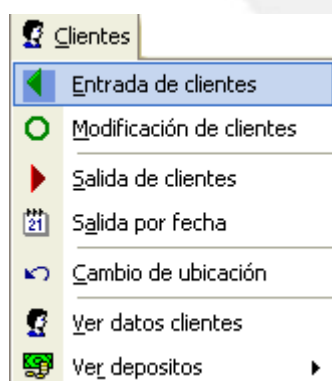 Clientes
Entrada de clientes
Modificación de clientes
Salida de clientes
21 Salida por fecha
Cambio de ubicación
Ver datos clientes
Ver depositos